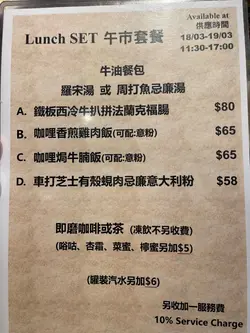 Lunch SET 午市套餐
Available at
供應時間
18/03-19/03
11:30-17:00
牛油餐包
羅宋湯 或 周打魚忌廉湯
A. 鐵板西冷牛扒拼法蘭克福腸 $80
B. 咖哩香煎雞肉飯(可配:意粉) $65
C. 咖哩焗牛腩飯(可配:意粉) $65
D. 車打芝士有殼蜆肉忌廉意大利粉 $58
即磨咖啡或茶 (凍飲不另收費)
(唂咕、杏霜、菜蜜、檸蜜另加$5)
(罐裝汽水另加$6)
另收加一服務費
10% Service Charge